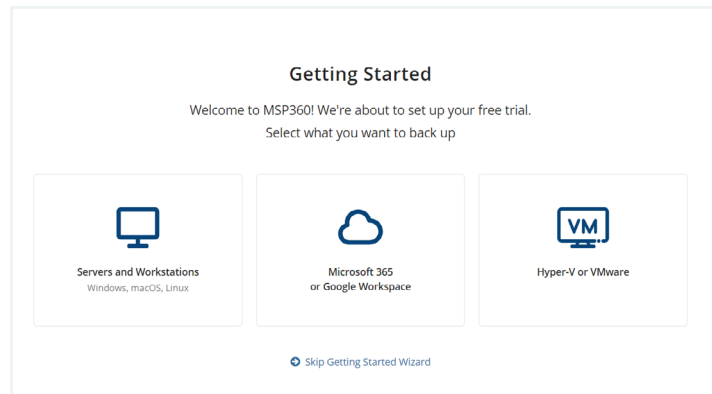 Getting Started
Welcome to MSP360! We're about to set up your free trial.
Select what you want to back up
VM
Servers and Workstations
Windows, macOS, Linux
Microsoft 365
or Google Workspace
Hyper-V or VMware
Skip Getting Started Wizard